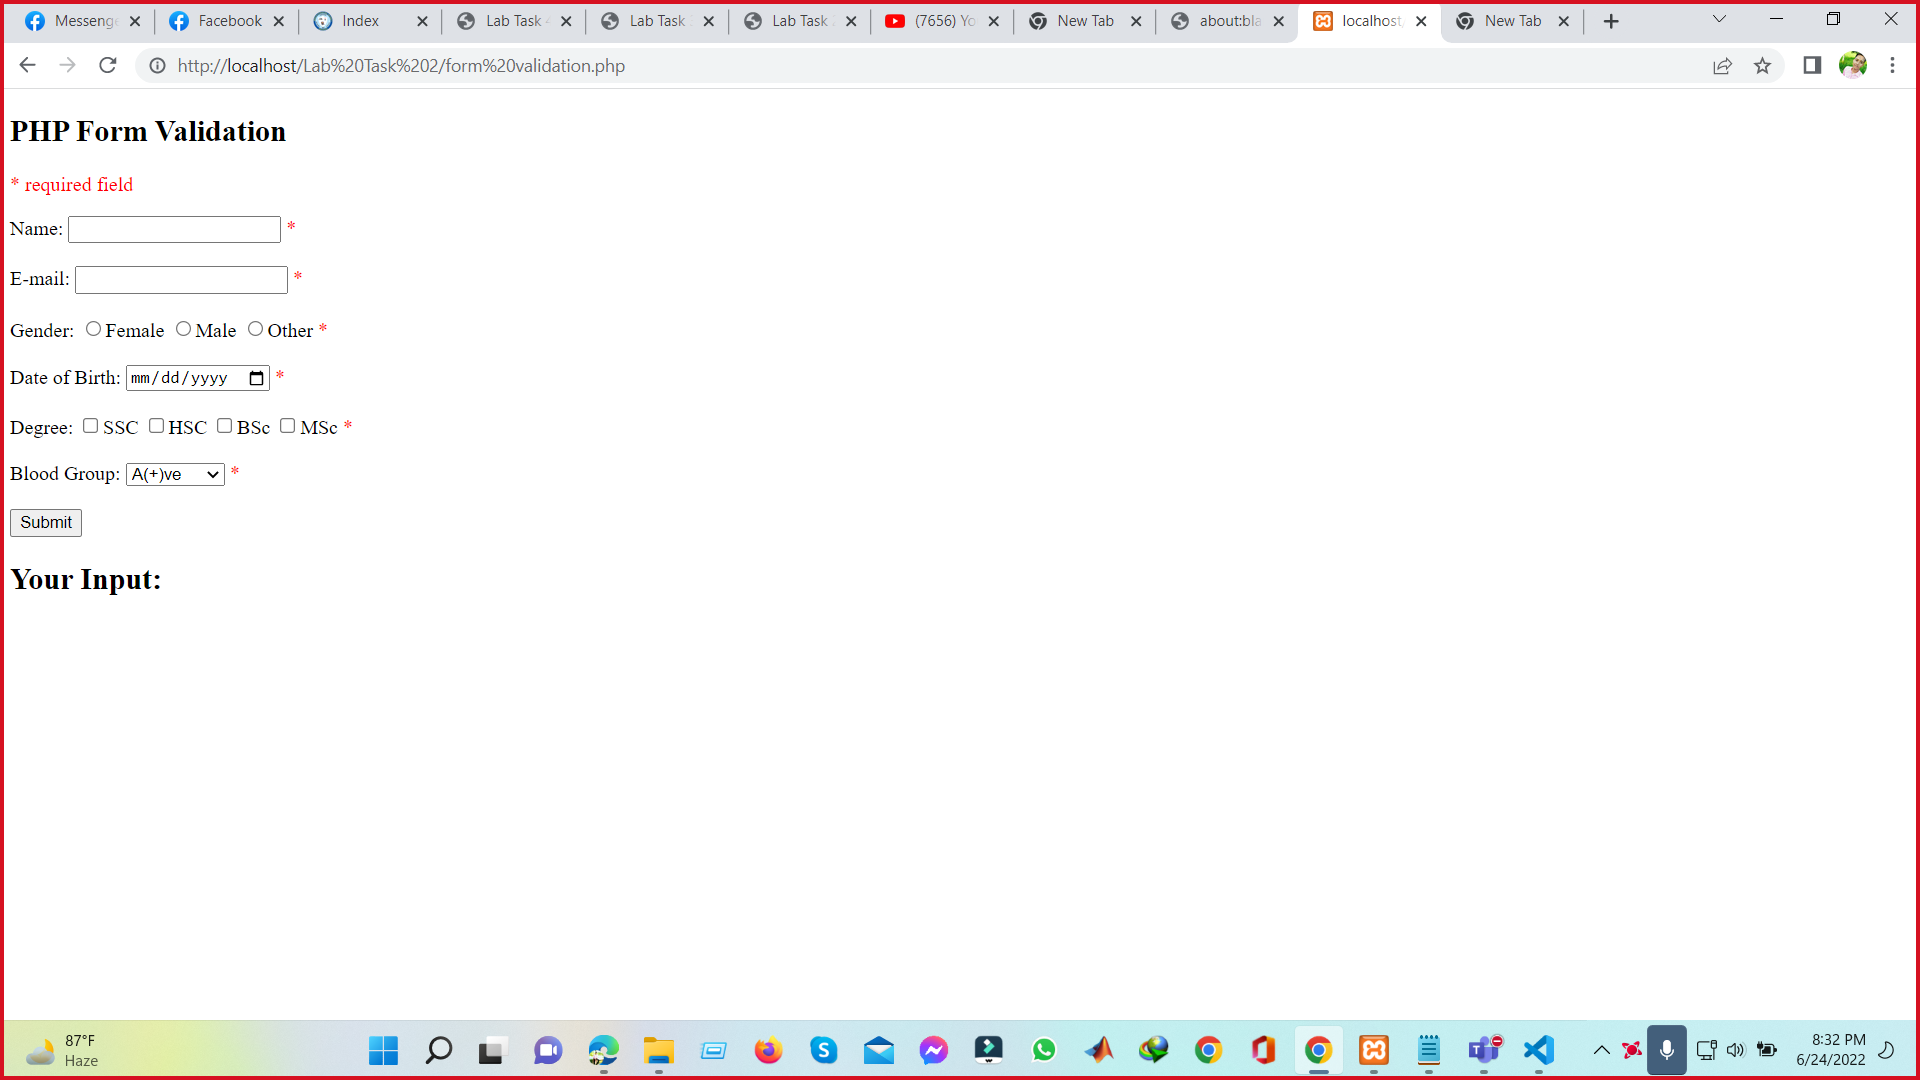 Messenge
Facebook
Index
Lab Task
Lab Task
Lab Task
(7656) Yo
New Tab
about:bla
localhost
New Tab
http://localhost/Lab%20Task%202/form%20validation.php
PHP Form Validation
* required field
Name: *
E-mail: *
Gender: Female Male Other *
Date of Birth: mm/dd/yyyy *
Degree: SSC HSC BSc MSc *
Blood Group: A(+)ve *
Submit
Your Input:
87°F
Haze
8:32 PM
6/24/2022